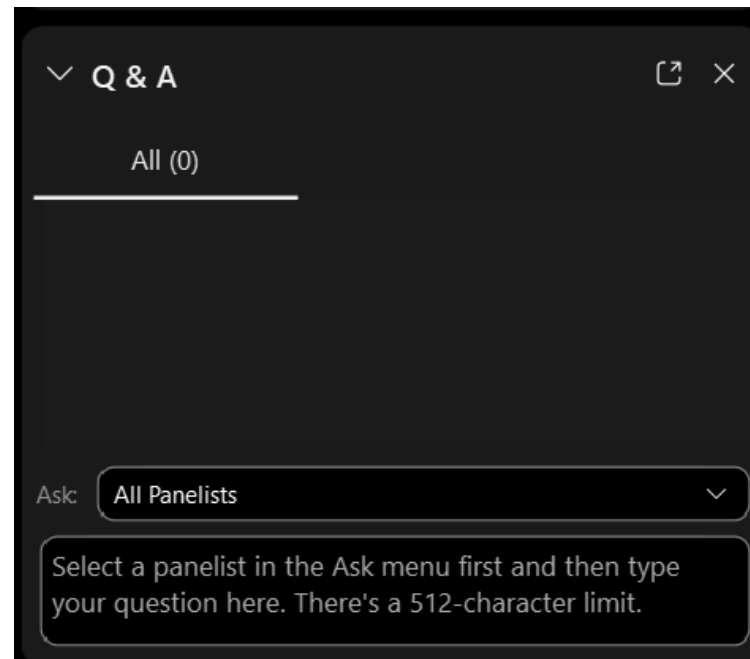 Q & A
All (0)
Ask:
All Panelists
Select a panelist in the Ask menu first and then type
your question here. There's a 512-character limit.